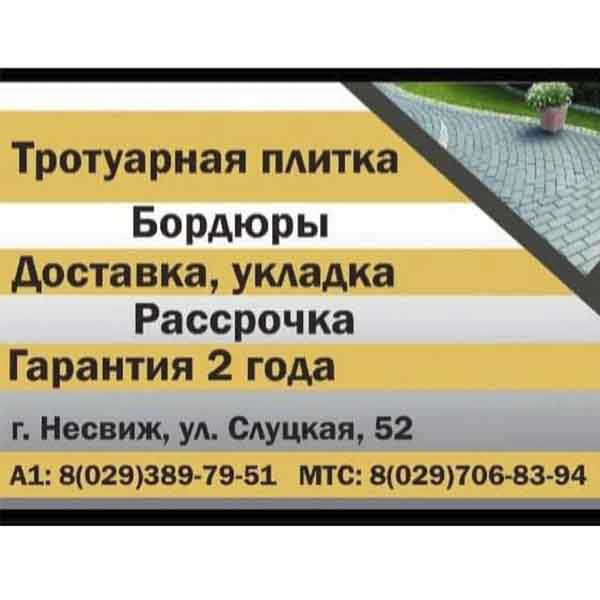 Тротуарная плитка
Бордюры
Доставка, укладка
Рассрочка
Гарантия 2 года
г. Несвиж, ул. Слуцкая, 52
А1: 8(029)389-79-51 МТС: 8(029)706-83-94